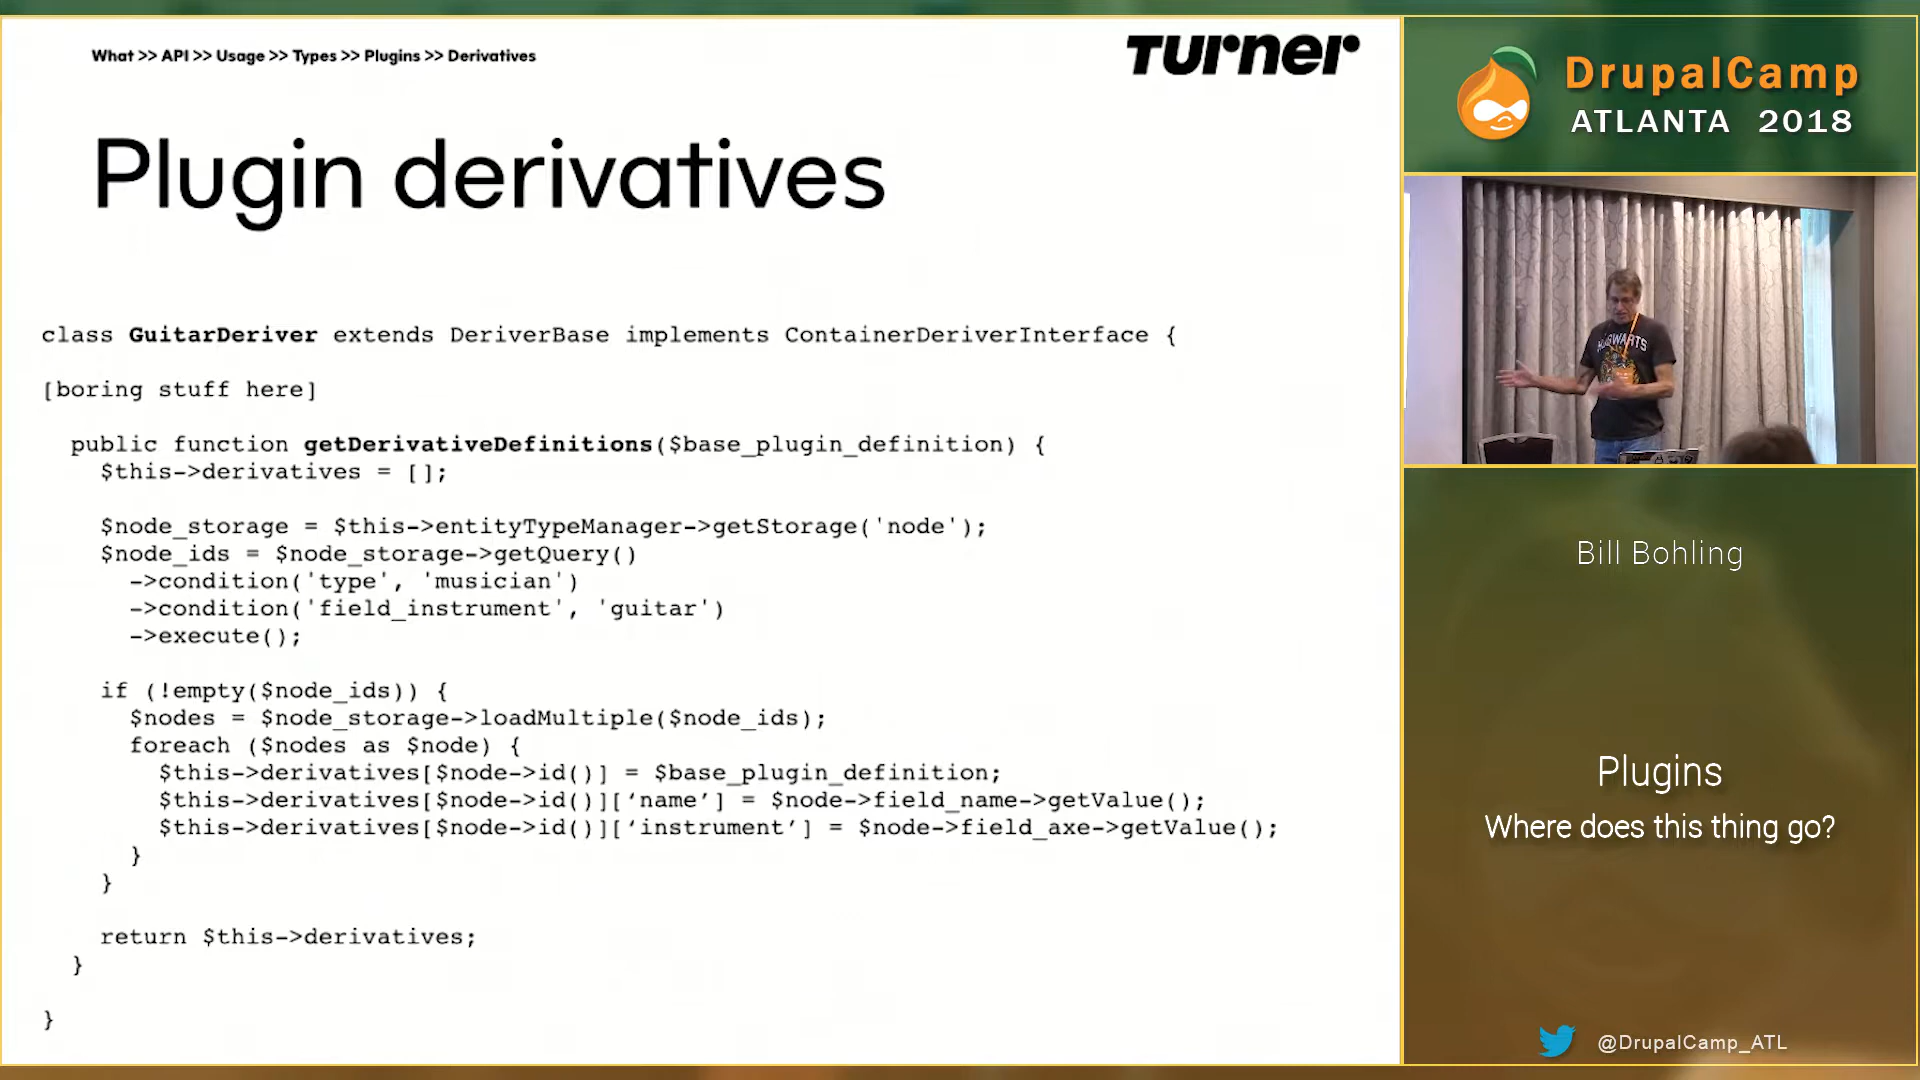 What >> API >> Usage >> Types >> Plugins >> Derivatives
Turner
Plugin derivatives
class GuitarDeriver extends DeriverBase implements ContainerDeriverInterface {
[boring stuff here]
public function getDerivativeDefinitions($base_plugin_definition) {
$this->derivatives = [];
$node_storage = $this->entityTypeManager->getStorage('node');
$node_ids = $node_storage->getQuery()
->condition('type', 'musician')
->condition('field_instrument', 'guitar')
->execute();
if (!empty($node_ids)) {
$nodes = $node_storage->loadMultiple($node_ids);
foreach ($nodes as $node) {
$this->derivatives[$node->id()] = $base_plugin_definition;
$this->derivatives[$node->id()][‘name’] = $node->field_name->getValue();
$this->derivatives[$node->id()][‘instrument’] = $node->field_axe->getValue();
}
}
return $this->derivatives;
}
}
DrupalCamp
ATLANTA 2018
HOGWARTS
Bill Bohling
Plugins
Where does this thing go?
@DrupalCamp_ATL